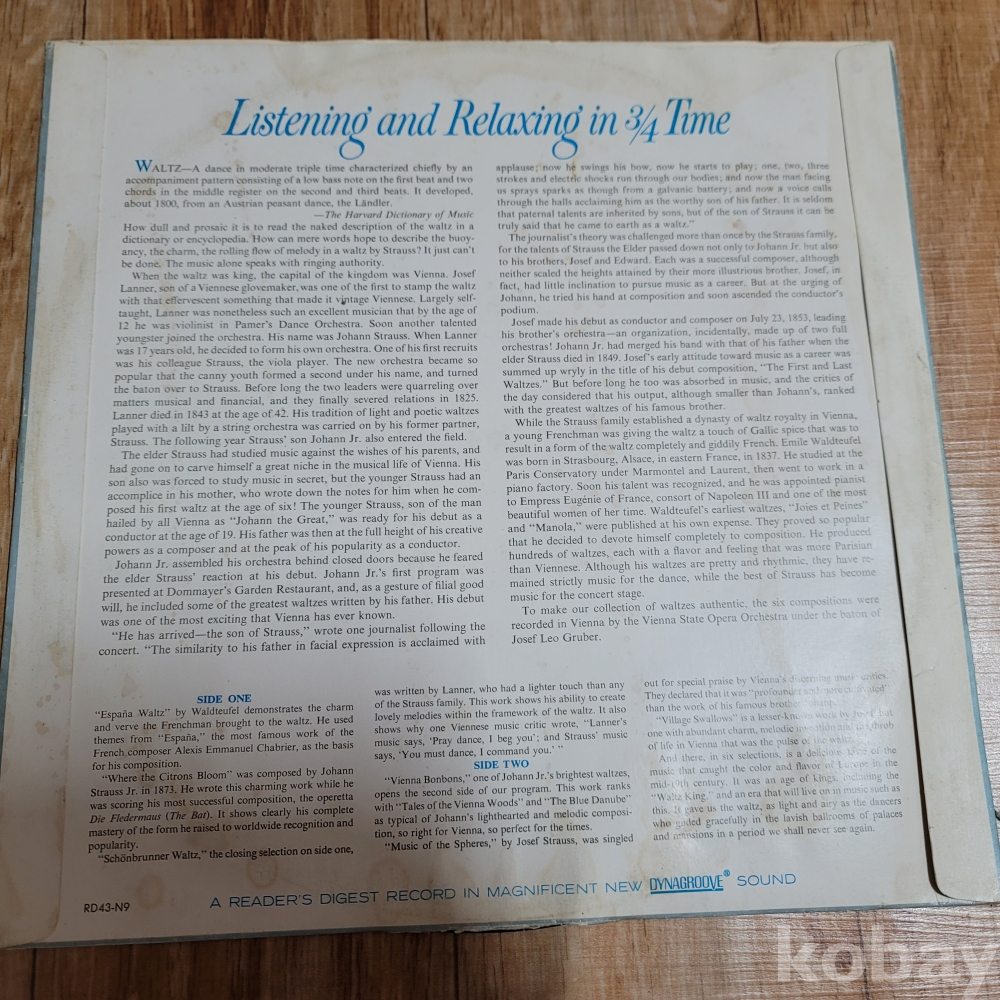 Listening and Relaxing in 3/4 Time
WALTZ—A dance in moderate triple time characterized chiefly by an
accompaniment pattern consisting of a low bass note on the first beat and two
chords in the middle register on the second and third beats. It developed,
about 1800, from an Austrian peasant dance, the Ländler.
—The Harvard Dictionary of Music
How dull and prosaic it is to read the naked description of the waltz in a
dictionary or encyclopedia. How can mere words hope to describe the buoy-
ancy, the charm, the rolling flow of melody in a waltz by Strauss? It just can't
be done. The music alone speaks with ringing authority.
When the waltz was king, the capital of the kingdom was Vienna. Josef
Lanner, son of a Viennese glovemaker, was one of the first to stamp the waltz
with that effervescent something that made it vintage Viennese. Largely self-
taught, Lanner was nonetheless such an excellent musician that by the age of
12 he was violinist in Pamer's Dance Orchestra. Soon another talented
youngster joined the orchestra. His name was Johann Strauss. When Lanner
was 17 years old, he decided to form his own orchestra. One of his first recruits
was his colleague Strauss, the viola player. The new orchestra became so
popular that the canny youth formed a second under his name, and turned
the baton over to Strauss. Before long the two leaders were quarreling over
matters musical and financial, and they finally severed relations in 1825.
Lanner died in 1843 at the age of 42. His tradition of light and poetic waltzes
played with a lilt by a string orchestra was carried on by his former partner,
Strauss. The following year Strauss' son Johann Jr. also entered the field.
The elder Strauss had studied music against the wishes of his parents, and
had gone on to carve himself a great niche in the musical life of Vienna. His
son also was forced to study music in secret, but the younger Strauss had an
accomplice in his mother, who wrote down the notes for him when he com-
posed his first waltz at the age of six! The younger Strauss, son of the man
hailed by all Vienna as "Johann the Great," was ready for his debut as a
conductor at the age of 19. His father was then at the full height of his creative
powers as a composer and at the peak of his popularity as a conductor.
Johann Jr. assembled his orchestra behind closed doors because he feared
the elder Strauss' reaction at his debut. Johann Jr.'s first program was
presented at Dommayer's Garden Restaurant, and, as a gesture of filial good
will, he included some of the greatest waltzes written by his father. His debut
was one of the most exciting that Vienna has ever known.
"He has arrived—the son of Strauss," wrote one journalist following the
concert. "The similarity to his father in facial expression is acclaimed with
applause; now he swings his bow, now he starts to play; one, two, three
strokes and electric shocks run through our bodies; and now the man facing
us sprays sparks as though from a galvanic battery; and now a voice calls
through the halls acclaiming him as the worthy son of his father. It is seldom
that paternal talents are inherited by sons, but of the son of Strauss it can be
truly said that he came to earth as a waltz."
The journalist's theory was challenged more than once by the Strauss family,
for the talents of Strauss the Elder passed down not only to Johann Jr. but also
to his brothers, Josef and Edward. Each was a successful composer, although
neither scaled the heights attained by their more illustrious brother. Josef, in
fact, had little inclination to pursue music as a career. But at the urging of
Johann, he tried his hand at composition and soon ascended the conductor's
podium.
Josef made his debut as conductor and composer on July 23, 1853, leading
his brother's orchestra—an organization, incidentally, made up of two full
orchestras! Johann Jr. had merged his band with that of his father when the
elder Strauss died in 1849. Josef's early attitude toward music as a career was
summed up wryly in the title of his debut composition, "The First and Last
Waltzes." But before long he too was absorbed in music, and the critics of
the day considered that his output, although smaller than Johann's, ranked
with the greatest waltzes of his famous brother.
While the Strauss family established a dynasty of waltz royalty in Vienna,
a young Frenchman was giving the waltz a touch of Gallic spice that was to
result in a form of the waltz completely and giddily French. Emile Waldteufel
was born in Strasbourg, Alsace, in eastern France, in 1837. He studied at the
Paris Conservatory under Marmontel and Laurent, then went to work in a
piano factory. Soon his talent was recognized, and he was appointed pianist
to Empress Eugénie of France, consort of Napoleon III and one of the most
beautiful women of her time. Waldteufel's earliest waltzes, "Joies et Peines"
and "Manola," were published at his own expense. They proved so popular
that he decided to devote himself completely to composition. He produced
hundreds of waltzes, each with a flavor and feeling that was more Parisian
than Viennese. Although his waltzes are pretty and rhythmic, they have re-
mained strictly music for the dance, while the best of Strauss has become
music for the concert stage.
To make our collection of waltzes authentic, the six compositions were
recorded in Vienna by the Vienna State Opera Orchestra under the baton of
Josef Leo Gruber.
SIDE ONE
"España Waltz" by Waldteufel demonstrates the charm
and verve the Frenchman brought to the waltz. He used
themes from "España," the most famous work of the
French composer Alexis Emmanuel Chabrier, as the basis
for his composition.
"Where the Citrons Bloom" was composed by Johann
Strauss Jr. in 1873. He wrote this charming work while he
was scoring his most successful composition, the operetta
Die Fledermaus (The Bat). It shows clearly his complete
mastery of the form he raised to worldwide recognition and
popularity.
"Schönbrunner Waltz," the closing selection on side one,
was written by Lanner, who had a lighter touch than any
of the Strauss family. This work shows his ability to create
lovely melodies within the framework of the waltz. It also
shows why one Viennese music critic wrote, "Lanner's
music says, 'Pray dance, I beg you'; and Strauss' music
says, 'You must dance, I command you.' "
SIDE TWO
"Vienna Bonbons," one of Johann Jr.'s brightest waltzes,
opens the second side of our program. This work ranks
with "Tales of the Vienna Woods" and "The Blue Danube"
as typical of Johann's lighthearted and melodic composi-
tion, so right for Vienna, so perfect for the times.
"Music of the Spheres," by Josef Strauss, was singled
out for special praise by Vienna's discerning music critics.
They declared that it was "profounder and more cultivated"
than the work of his famous brother
"Village Swallows" is a lesser-known work by Josef but
one with abundant charm, melodic invention and the throb
of life in Vienna that was the pulse of the waltz.
And there, in six selections, is a delicious slice of the
music that caught the color and flavor of Europe in the
mid-19th century. It was an age of kings, including the
"Waltz King," and an era that will live on in music such as
this. It gave us the waltz, as light and airy as the dancers
who glided gracefully in the lavish ballrooms of palaces
and mansions in a period we shall never see again.
RD43-N9
A READER'S DIGEST RECORD IN MAGNIFICENT NEW DYNAGROOVE® SOUND
kobay